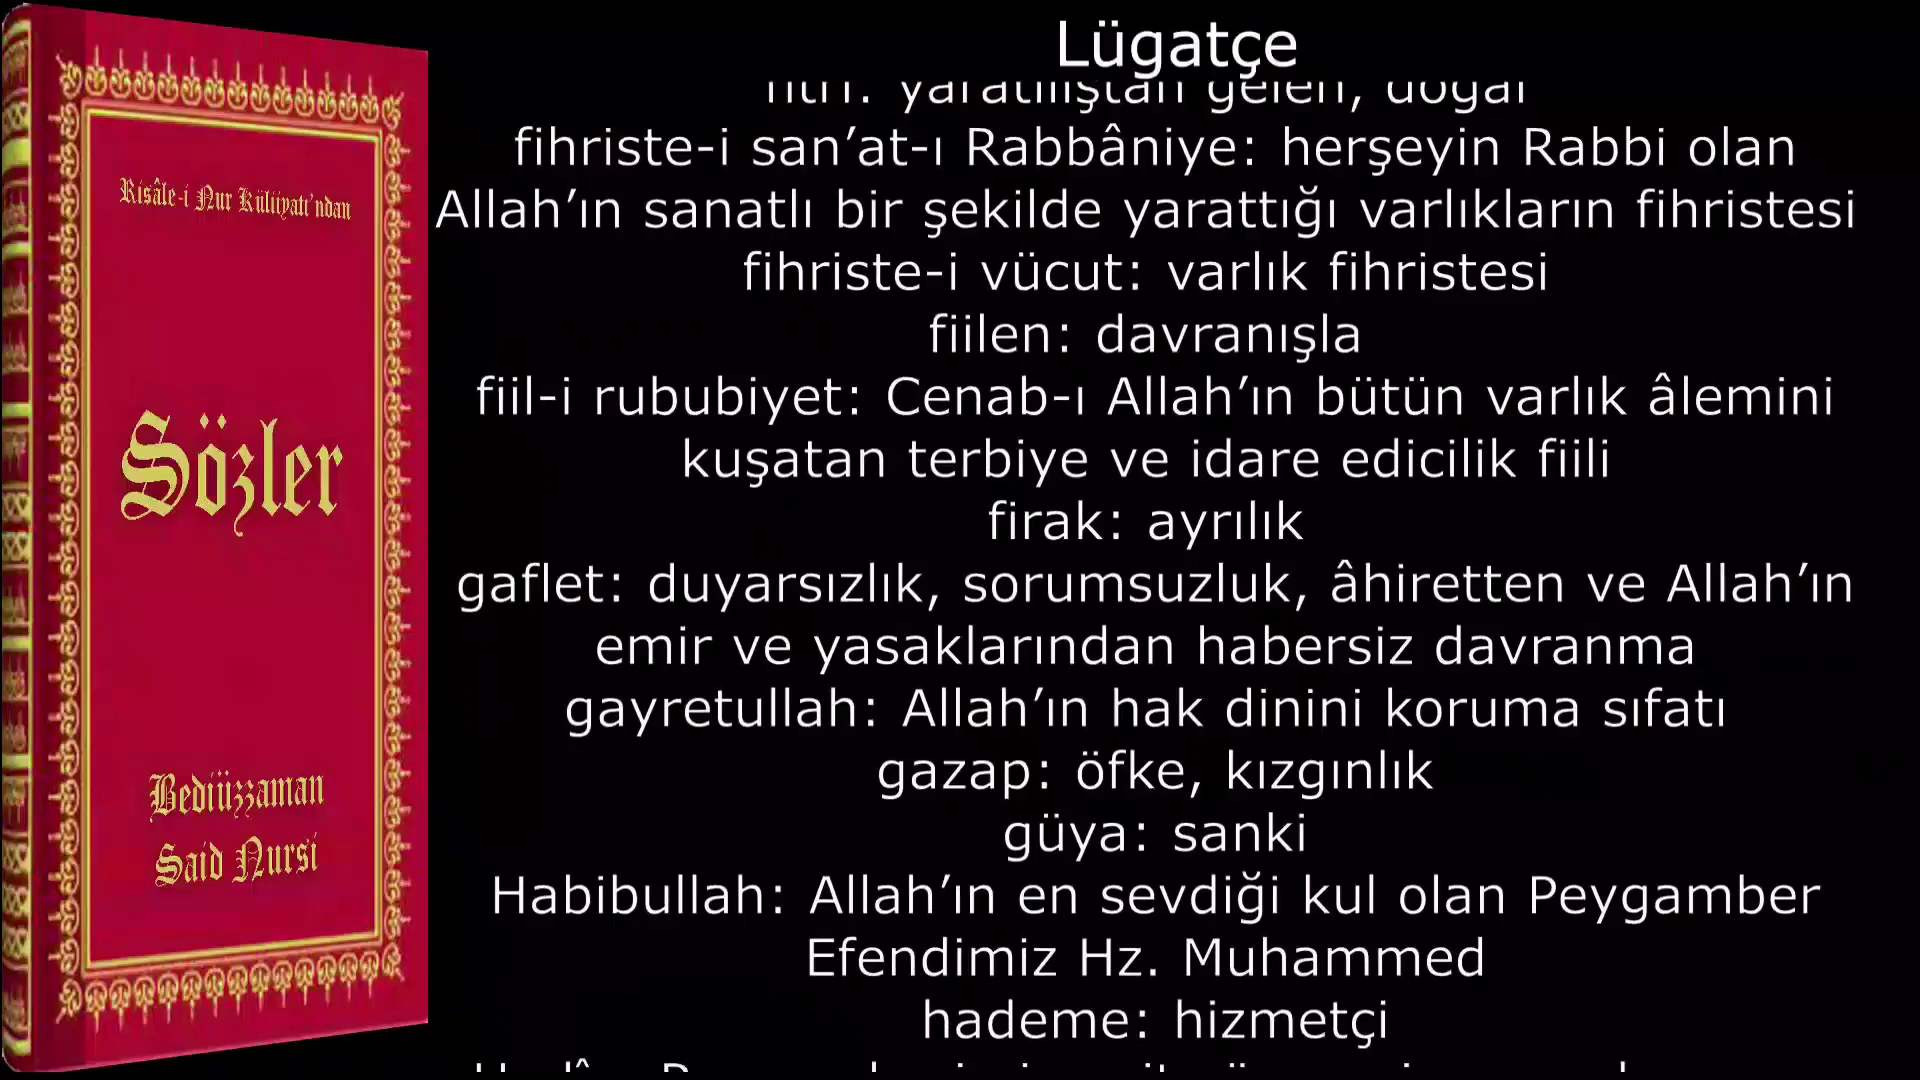 Risâle-i Nur Külliyatı'ndan
Sözler
Bediüzzaman
Said Nursi
Lügatçe
fıtrî: yaratılıştan gelen, doğal
fihriste-i san’at-ı Rabbâniye: herşeyin Rabbi olan
Allah’ın sanatlı bir şekilde yarattığı varlıkların fihristesi
fihriste-i vücut: varlık fihristesi
fiilen: davranışla
fiil-i rububiyet: Cenab-ı Allah’ın bütün varlık âlemini
kuşatan terbiye ve idare edicilik fiili
firak: ayrılık
gaflet: duyarsızlık, sorumsuzluk, âhiretten ve Allah’ın
emir ve yasaklarından habersiz davranma
gayretullah: Allah’ın hak dinini koruma sıfatı
gazap: öfke, kızgınlık
güya: sanki
Habibullah: Allah’ın en sevdiği kul olan Peygamber
Efendimiz Hz. Muhammed
hademe: hizmetçi